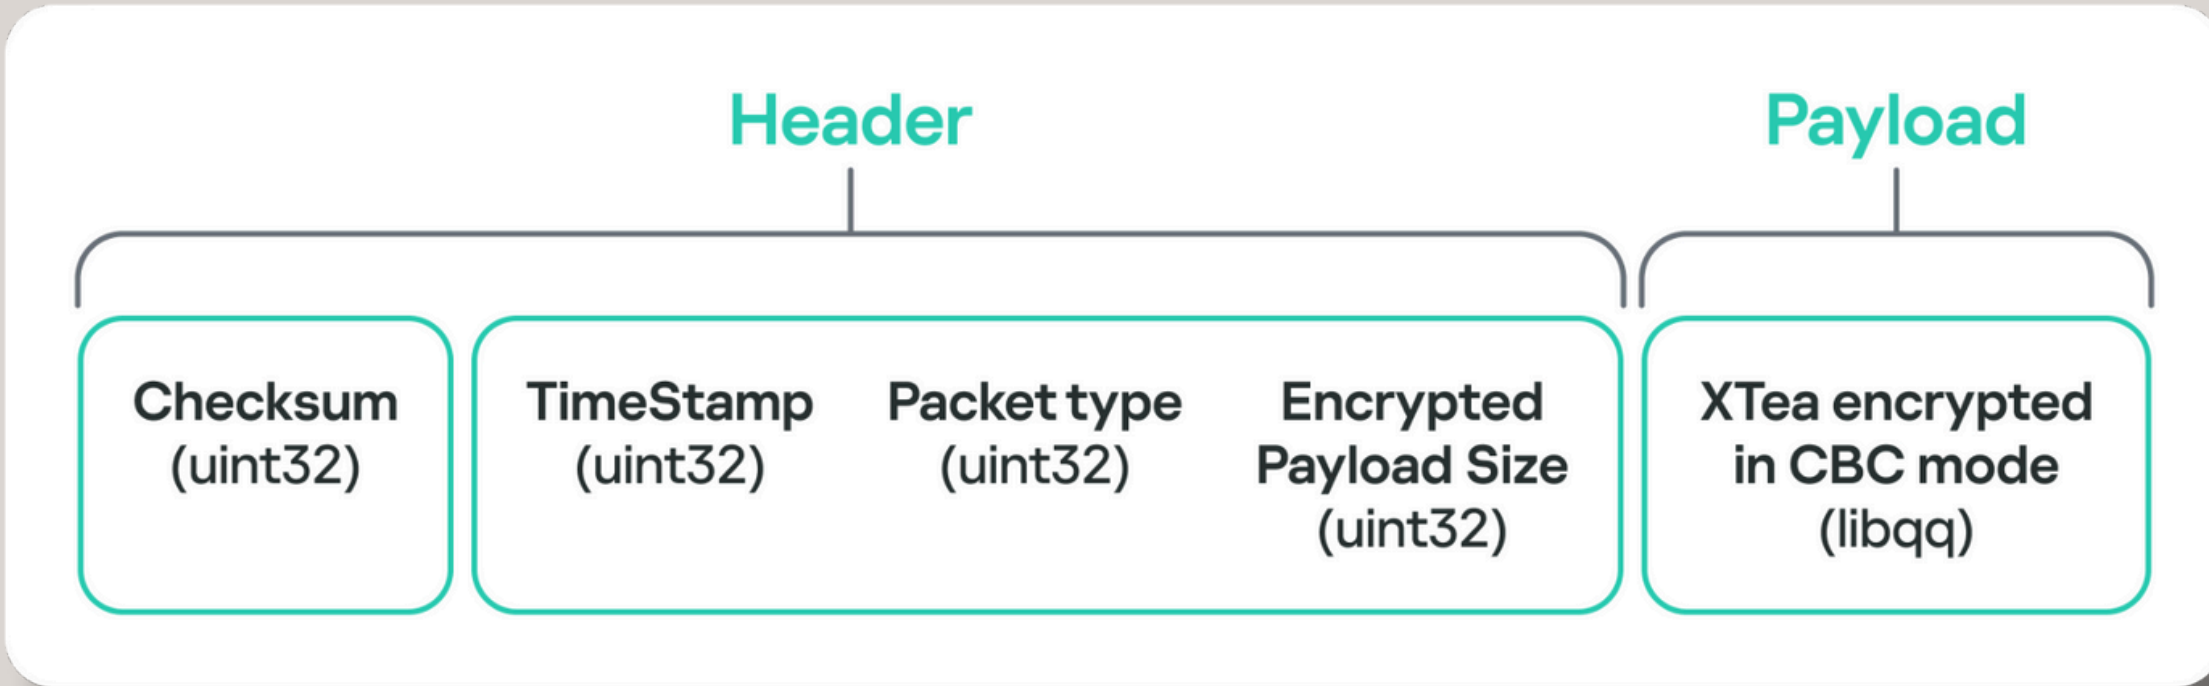 Header
Payload
Checksum
(uint32)
TimeStamp
(uint32)
Packet type
(uint32)
Encrypted
Payload Size
(uint32)
XTea encrypted
in CBC mode
(libqq)